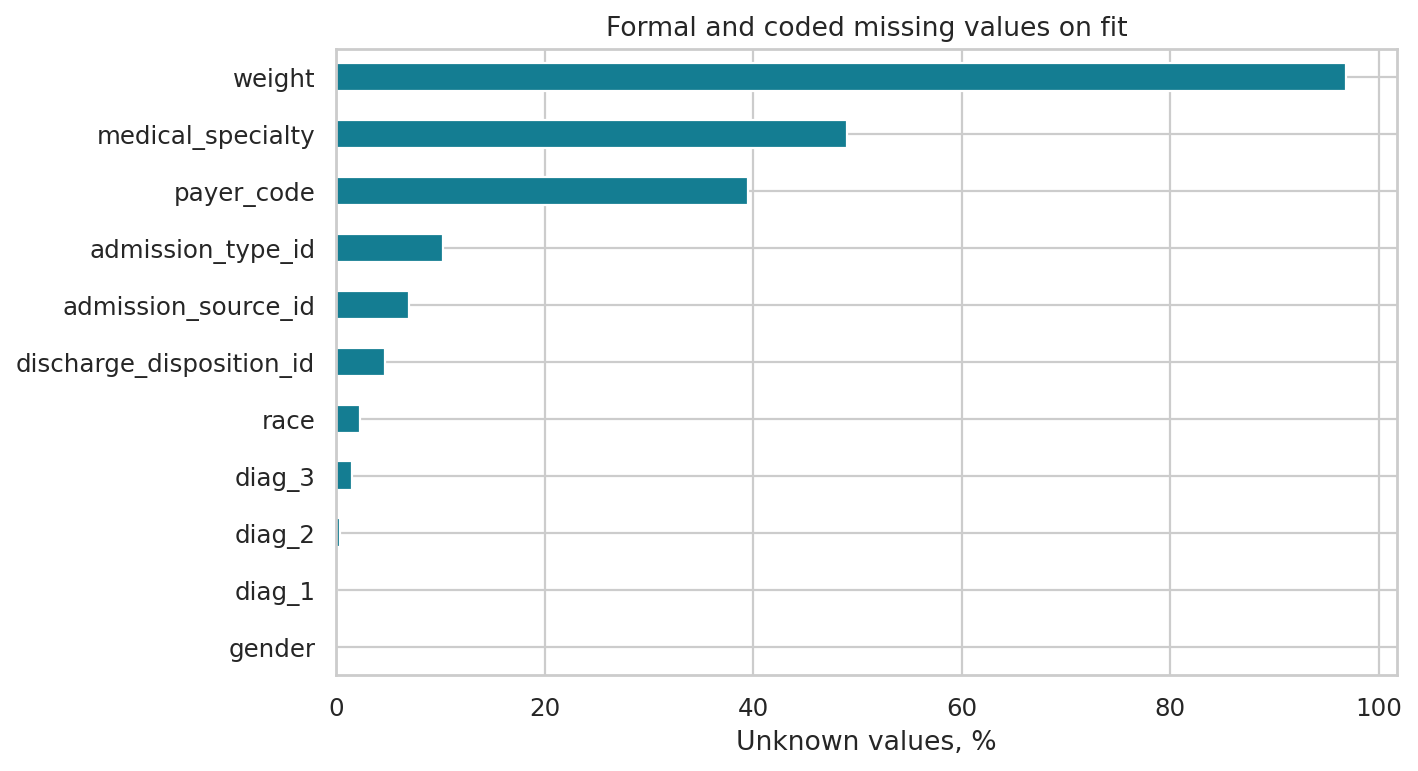 Formal and coded missing values on fit
weight
medical_specialty
payer_code
admission_type_id
admission_source_id
discharge_disposition_id
race
diag_3
diag_2
diag_1
gender
0 20 40 60 80 100
Unknown values, %